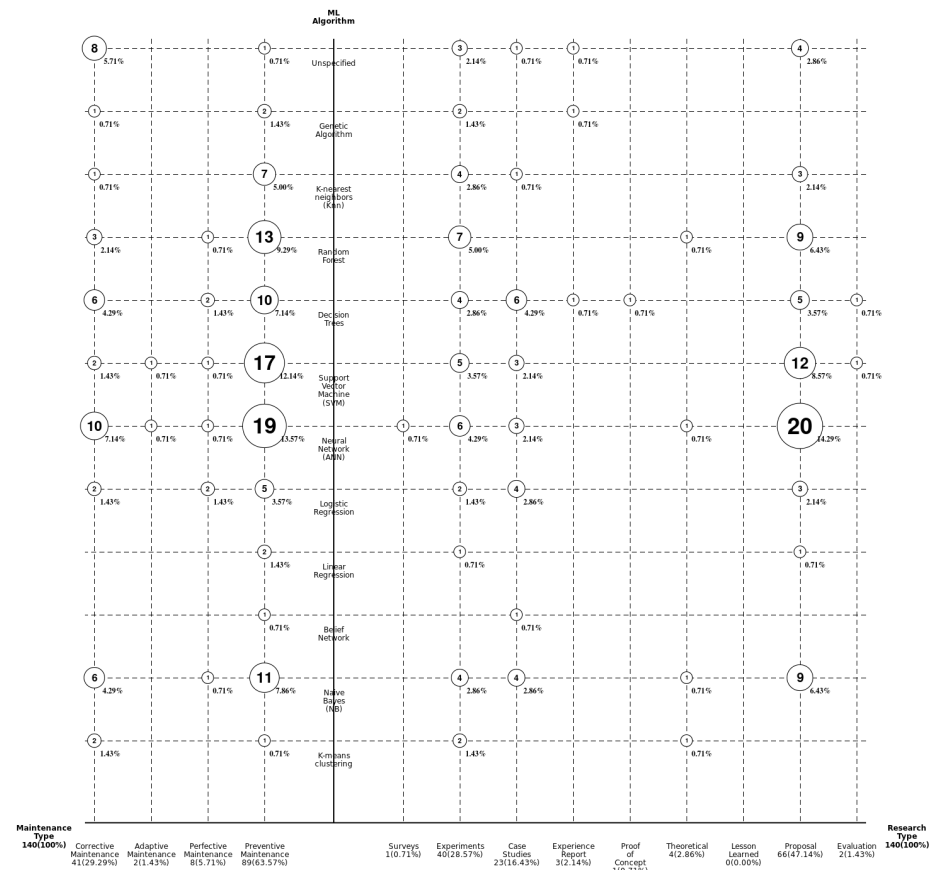 ML
Algorithm
8
5.71%
1
0.71%
Unspecified
3
2.14%
1
0.71%
1
0.71%
4
2.86%
1
0.71%
2
1.43%
Genetic
Algorithm
2
1.43%
1
0.71%
1
0.71%
7
5.00%
K-nearest
neighbors
(Knn)
4
2.86%
1
0.71%
3
2.14%
3
2.14%
1
0.71%
13
9.29%
Random
Forest
7
5.00%
1
0.71%
9
6.43%
6
4.29%
2
1.43%
10
7.14%
Decision
Trees
4
2.86%
6
4.29%
1
0.71%
1
0.71%
5
3.57%
1
0.71%
2
1.43%
1
0.71%
1
0.71%
17
12.14%
Support
Vector
Machine
(SVM)
5
3.57%
3
2.14%
12
8.57%
1
0.71%
10
7.14%
1
0.71%
1
0.71%
19
13.57%
Neural
Network
(ANN)
1
0.71%
6
4.29%
3
2.14%
1
0.71%
20
14.29%
2
1.43%
2
1.43%
5
3.57%
Logistic
Regression
2
1.43%
4
2.86%
3
2.14%
2
1.43%
Linear
Regression
1
0.71%
1
0.71%
1
0.71%
Belief
Network
1
0.71%
6
4.29%
1
0.71%
11
7.86%
Naive
Bayes
(NB)
4
2.86%
4
2.86%
1
0.71%
9
6.43%
2
1.43%
1
0.71%
K-means
clustering
2
1.43%
1
0.71%
Maintenance
Type
140(100%)
Corrective
Maintenance
41(29.29%)
Adaptive
Maintenance
2(1.43%)
Perfective
Maintenance
8(5.71%)
Preventive
Maintenance
89(63.57%)
Surveys
1(0.71%)
Experiments
40(28.57%)
Case
Studies
23(16.43%)
Experience
Report
3(2.14%)
Proof
of
Concept
1(0.71%)
Theoretical
4(2.86%)
Lesson
Learned
0(0.00%)
Proposal
66(47.14%)
Evaluation
2(1.43%)
Research
Type
140(100%)